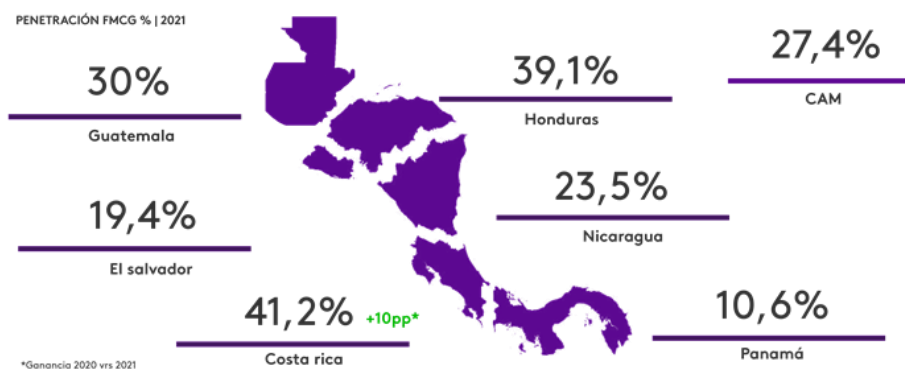 PENETRACIÓN FMCG % | 2021
30%
Guatemala
39,1%
Honduras
27,4%
CAM
19,4%
El salvador
23,5%
Nicaragua
41,2% +10pp*
Costa rica
10,6%
Panamá
*Ganancia 2020 vrs 2021